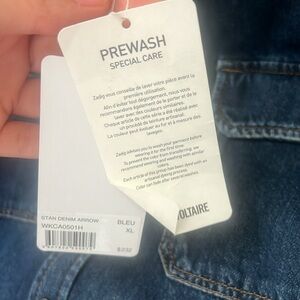 PREWASH
SPECIAL CARE
Zadig vous conseille de laver votre pièce avant la
première utilisation.
Afin d'éviter tout dégorgement, nous vous
recommandons également de le porter et de le
laver avec des couleurs similaires.
Chaque article de cette série a été réalisé avec
un procédé de teinture artisanal.
La couleur peut évoluer au fur et à mesure des
lavages.
Zadig advises you to wash your garment before
wearing it for the first time.
To prevent the color from transferring, we
recommend wearing and washing with similar
colors.
Each article of this group has been dyed with an
artisanal dyeing process.
Color can fade after several washes.
VOLTAIRE
STAN DENIM ARROW
BLEU
WKCA0501H
XL